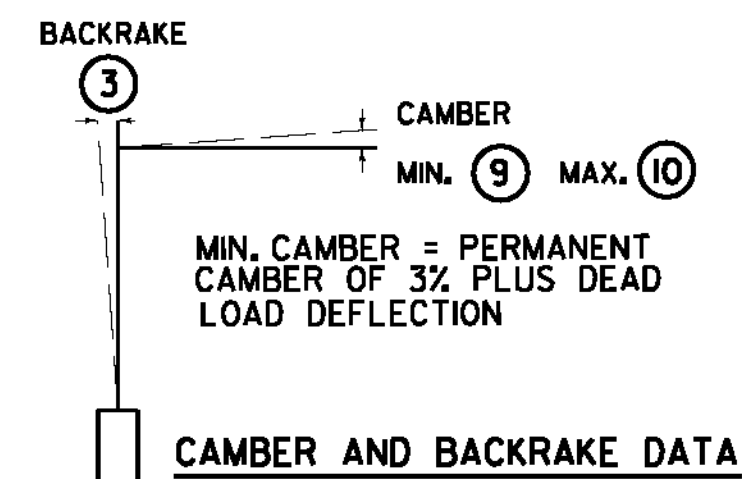 BACKRAKE
3
CAMBER
MIN. 9 MAX. 10
MIN. CAMBER = PERMANENT
CAMBER OF 3% PLUS DEAD
LOAD DEFLECTION
CAMBER AND BACKRAKE DATA